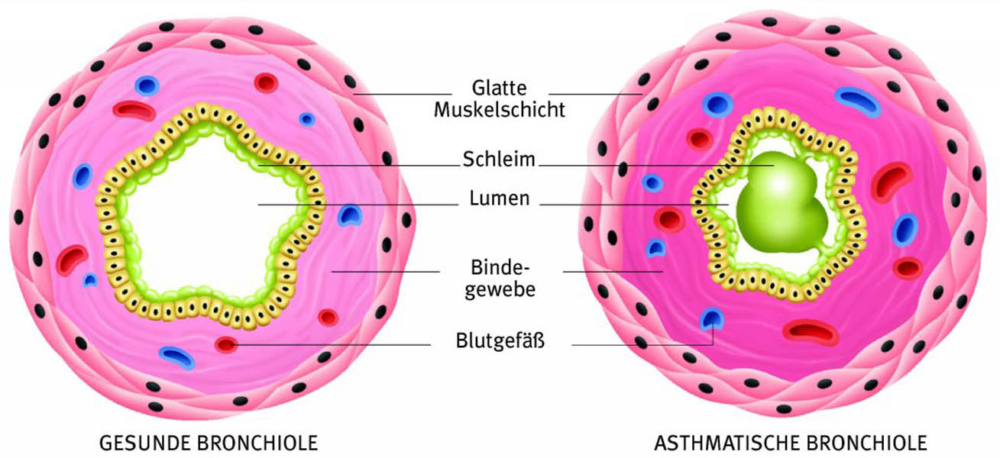 Glatte
Muskelschicht
Schleim
Lumen
Binde-
gewebe
Blutgefäß
GESUNDE BRONCHIOLE
ASTHMATISCHE BRONCHIOLE